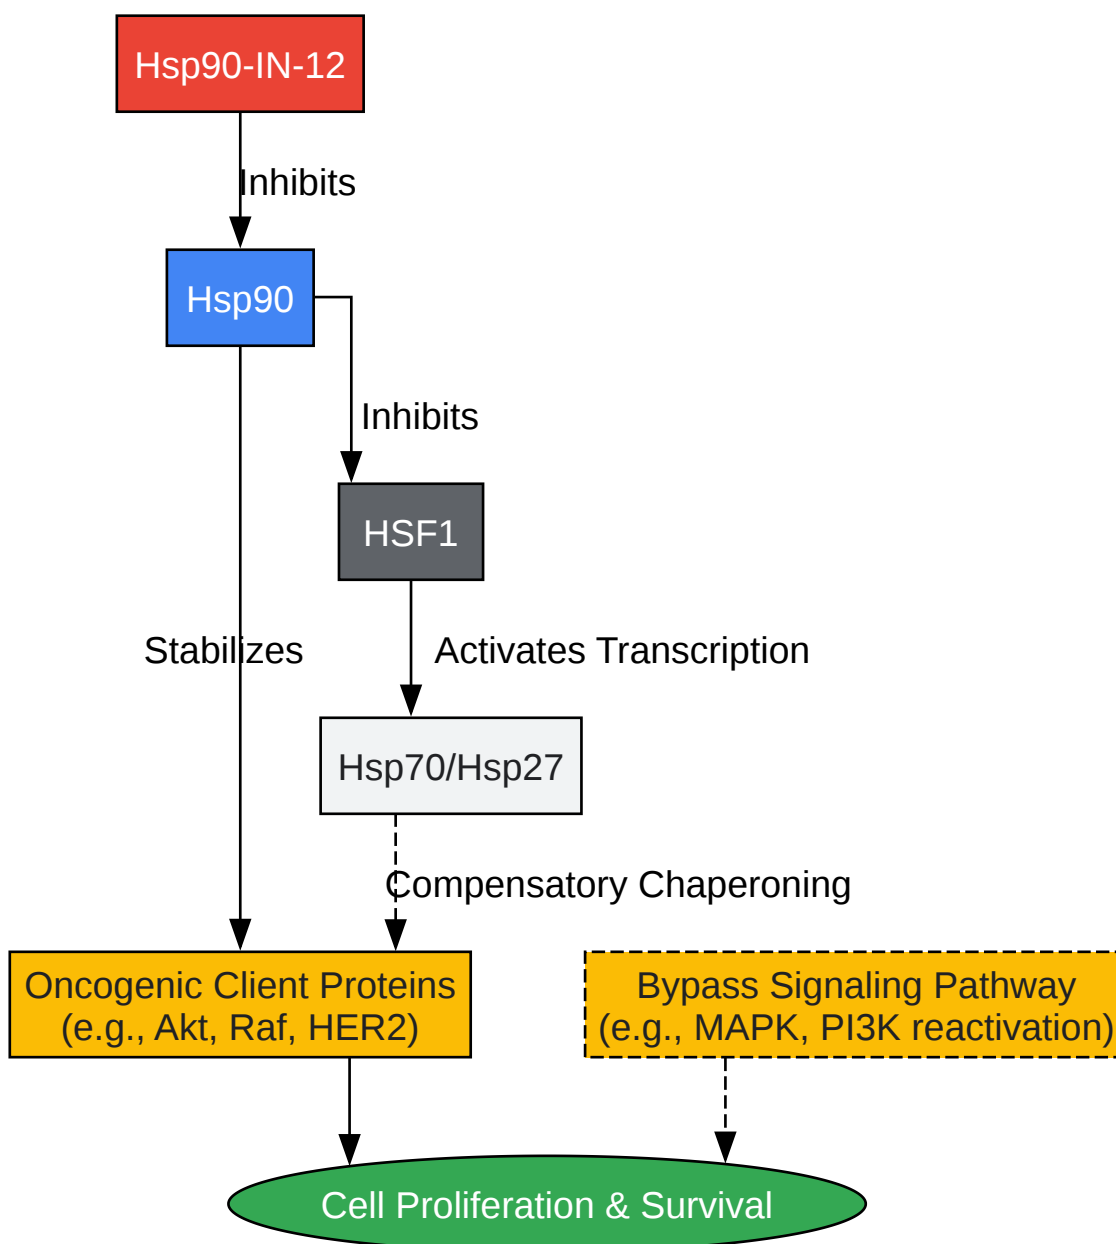 Hsp90-IN-12
Inhibits
Hsp90
Inhibits
HSF1
Stabilizes
Activates Transcription
Hsp70/Hsp27
Compensatory Chaperoning
Oncogenic Client Proteins
(e.g., Akt, Raf, HER2)
Bypass Signaling Pathway
(e.g., MAPK, PI3K reactivation)
Cell Proliferation & Survival